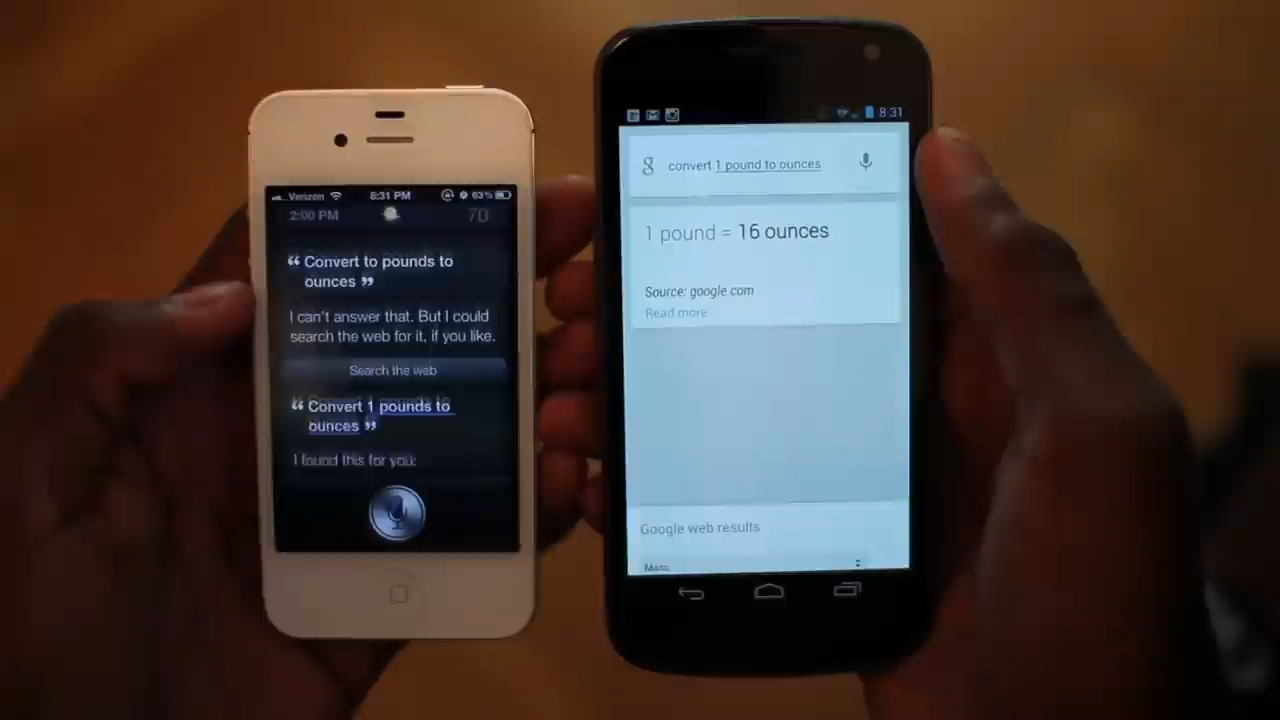 Verizon 8:31 PM 63%
2:00 PM 70
“ Convert to pounds to
ounces ”
I can't answer that. But I could
search the web for it, if you like.
Search the web
“ Convert 1 pounds to
ounces ”
I found this for you:
8:31
g convert 1 pound to ounces
1 pound = 16 ounces
Source: google.com
Read more
Google web results